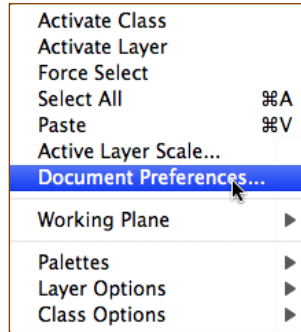 Activate Class
Activate Layer
Force Select
Select All ⌘A
Paste ⌘V
Active Layer Scale...
Document Preferences...
Working Plane
Palettes
Layer Options
Class Options